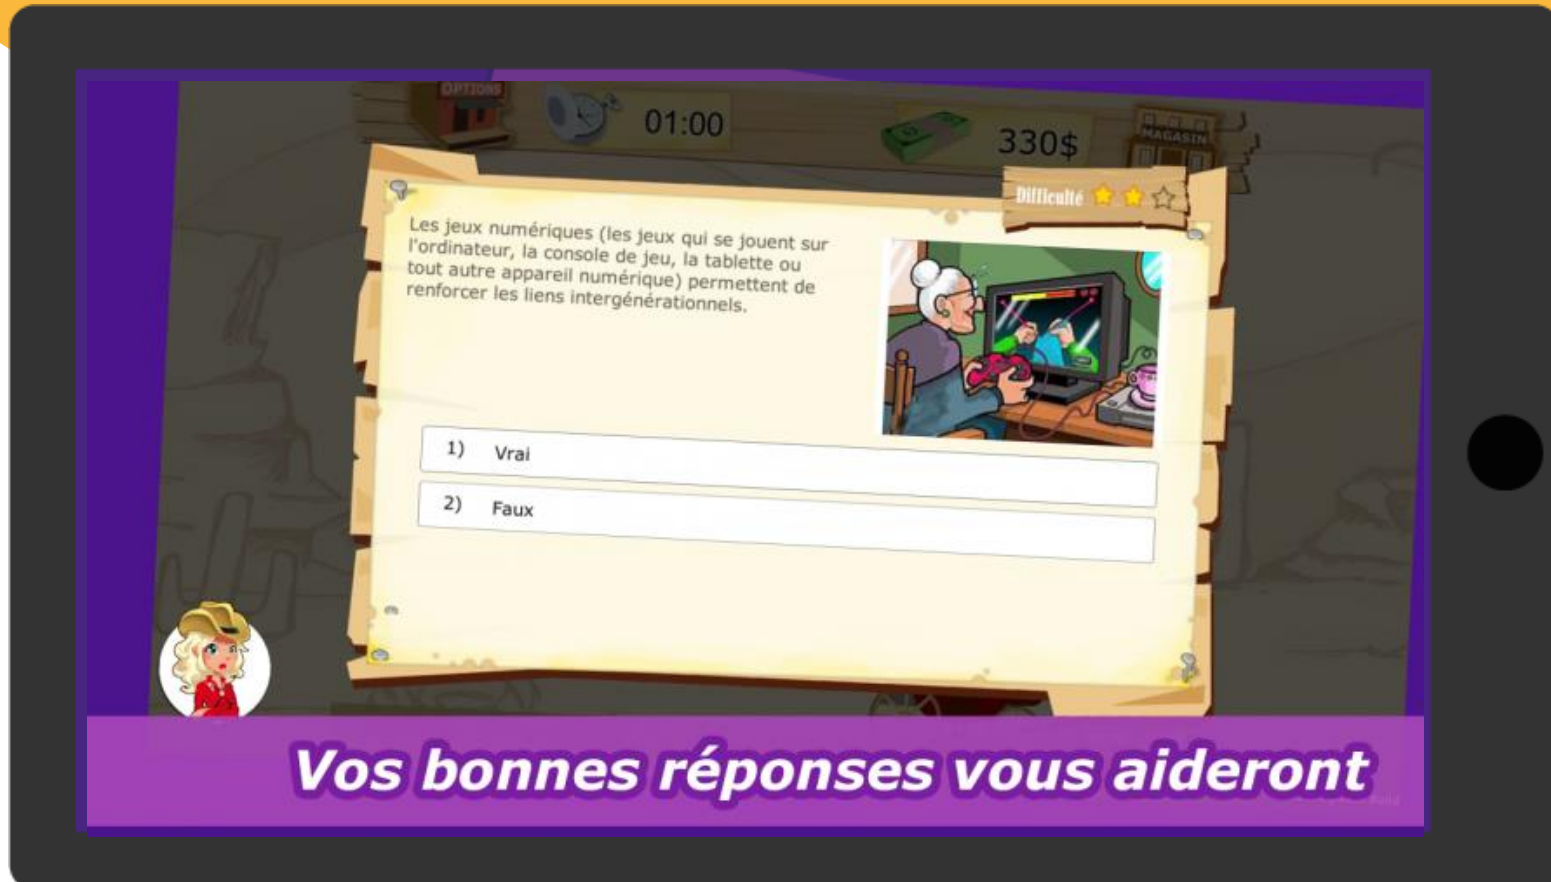 OPTIONS
01:00
330$
MAGASIN
Difficulté
Les jeux numériques (les jeux qui se jouent sur
l'ordinateur, la console de jeu, la tablette ou
tout autre appareil numérique) permettent de
renforcer les liens intergénérationnels.
1) Vrai
2) Faux
Vos bonnes réponses vous aideront